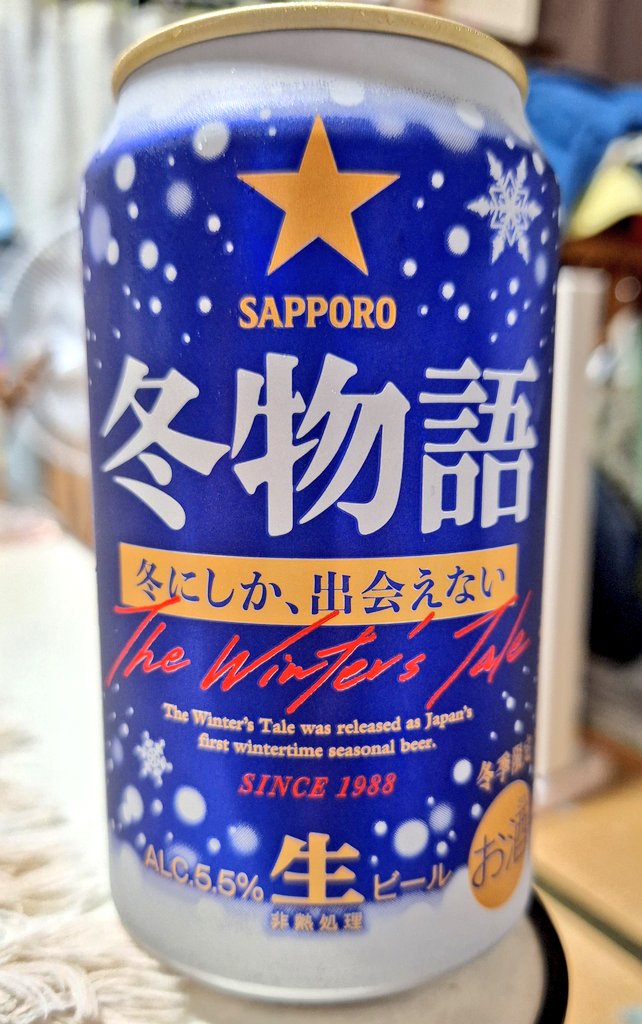 SAPPORO
冬物語
冬にしか、出会えない
The Winter's Tale
The Winter's Tale was released as Japan's
first wintertime seasonal beer.
SINCE 1988
冬季限定
お酒
ALC.5.5% 生ビール
非熱処理